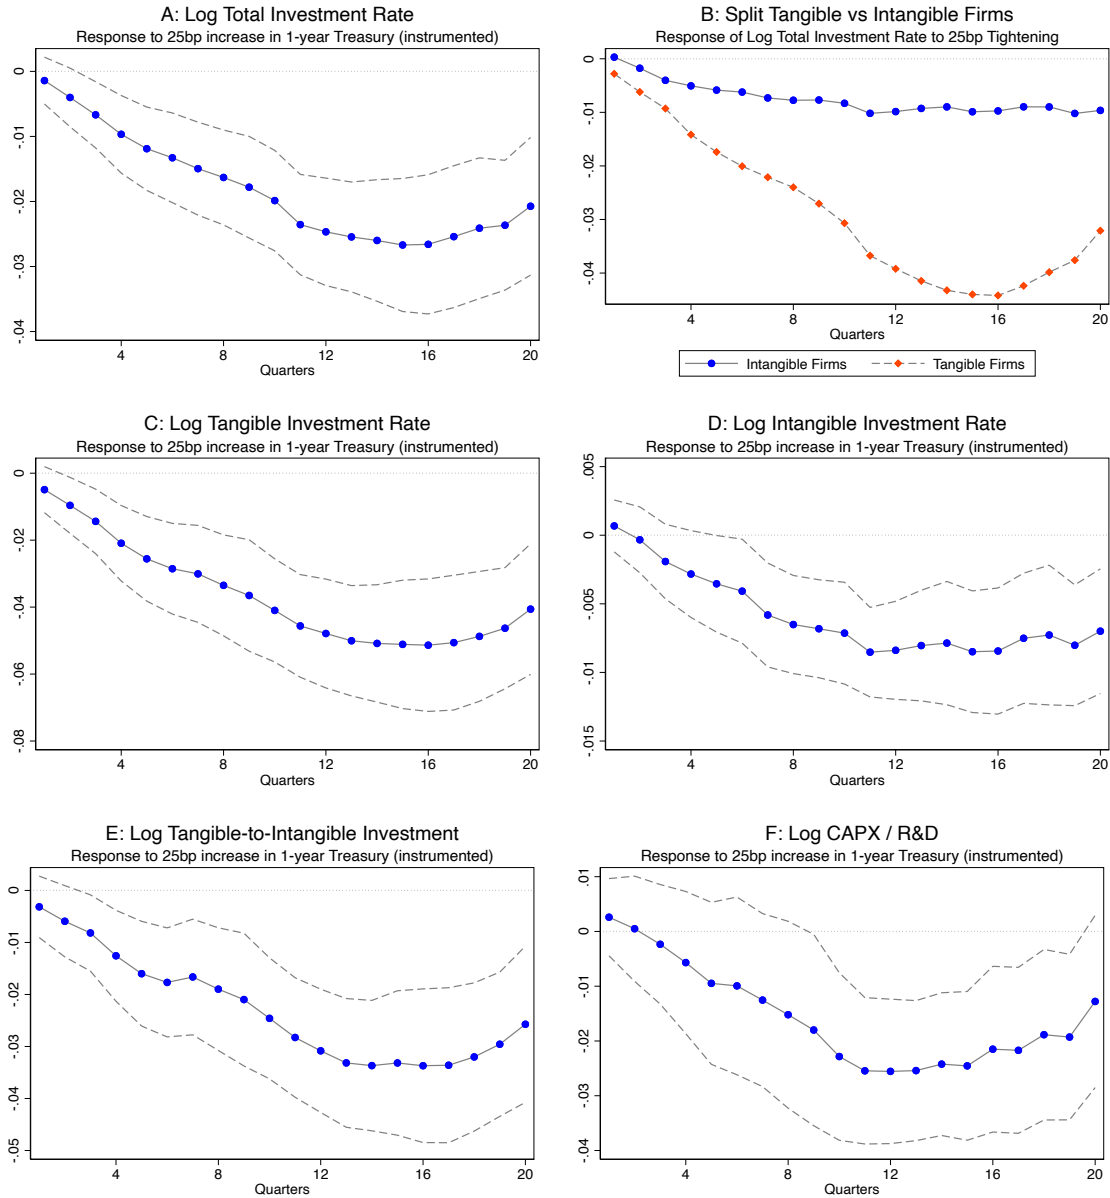 A: Log Total Investment Rate
Response to 25bp increase in 1-year Treasury (instrumented)
0
-.01
-.02
-.03
-.04
4 8 12 16 20
Quarters
B: Split Tangible vs Intangible Firms
Response of Log Total Investment Rate to 25bp Tightening
0
-.01
-.02
-.03
-.04
4 8 12 16 20
Quarters
Intangible Firms Tangible Firms
C: Log Tangible Investment Rate
Response to 25bp increase in 1-year Treasury (instrumented)
0
-.02
-.04
-.06
-.08
4 8 12 16 20
Quarters
D: Log Intangible Investment Rate
Response to 25bp increase in 1-year Treasury (instrumented)
.005
0
-.005
-.01
-.015
4 8 12 16 20
Quarters
E: Log Tangible-to-Intangible Investment
Response to 25bp increase in 1-year Treasury (instrumented)
0
-.01
-.02
-.03
-.04
-.05
4 8 12 16 20
Quarters
F: Log CAPX / R&D
Response to 25bp increase in 1-year Treasury (instrumented)
.01
0
-.01
-.02
-.03
-.04
4 8 12 16 20
Quarters